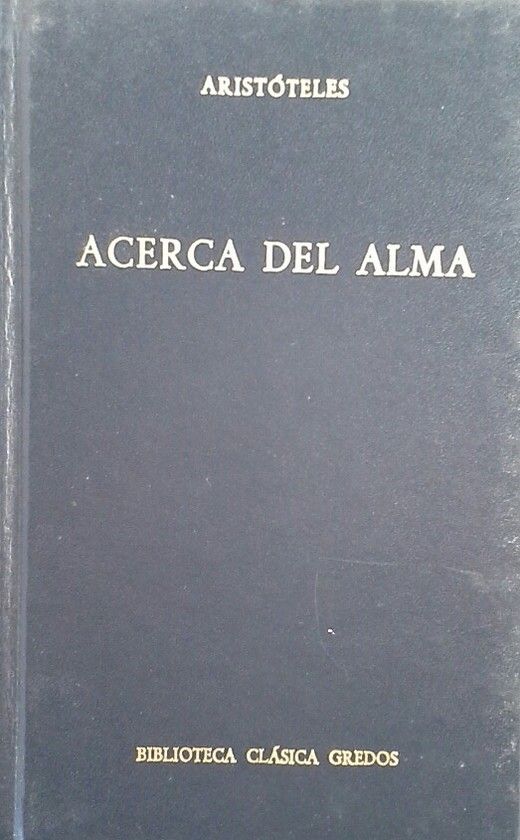 ARISTÓTELES
ACERCA DEL ALMA
BIBLIOTECA CLÁSICA GREDOS